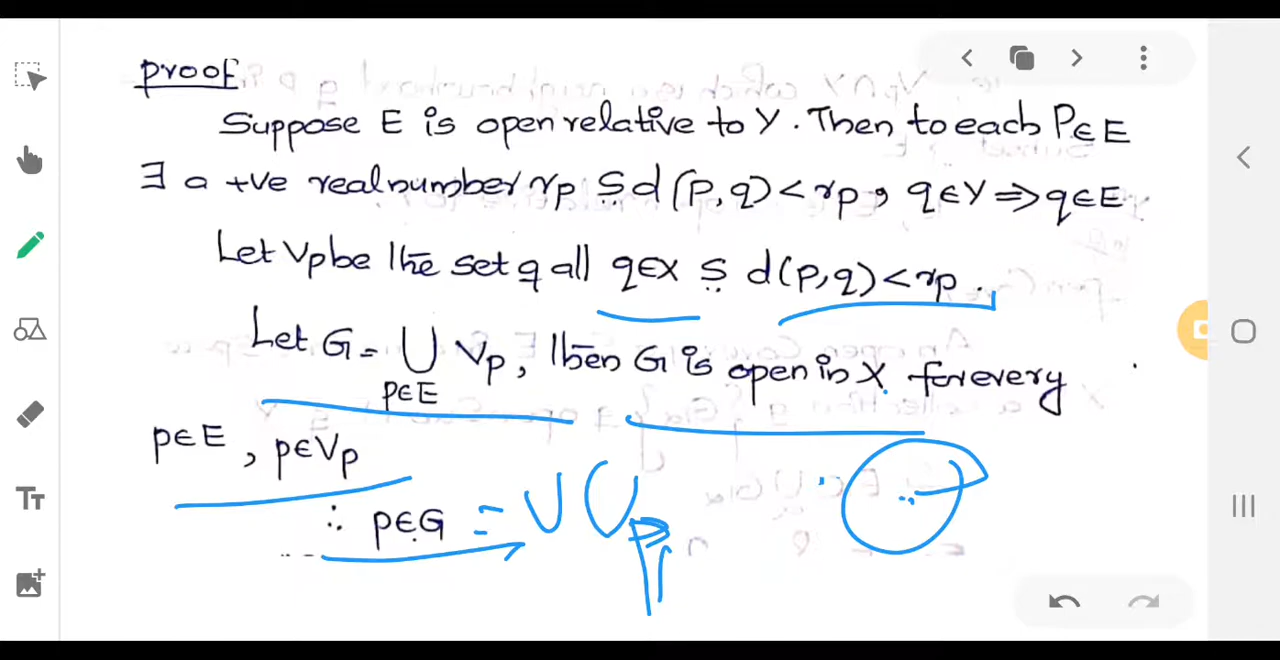 proof
Suppose E is open relative to Y. Then to each P∈E
∃ a +ve real number rp S d(p,q)<rp, q∈Y⇒q∈E
Let Vp be the set of all q∈X S d(p,q)<rp.
Let G = ∪ Vp, then G is open in X for every
p∈E
p∈E, p∈Vp
∴ p∈G = ∪